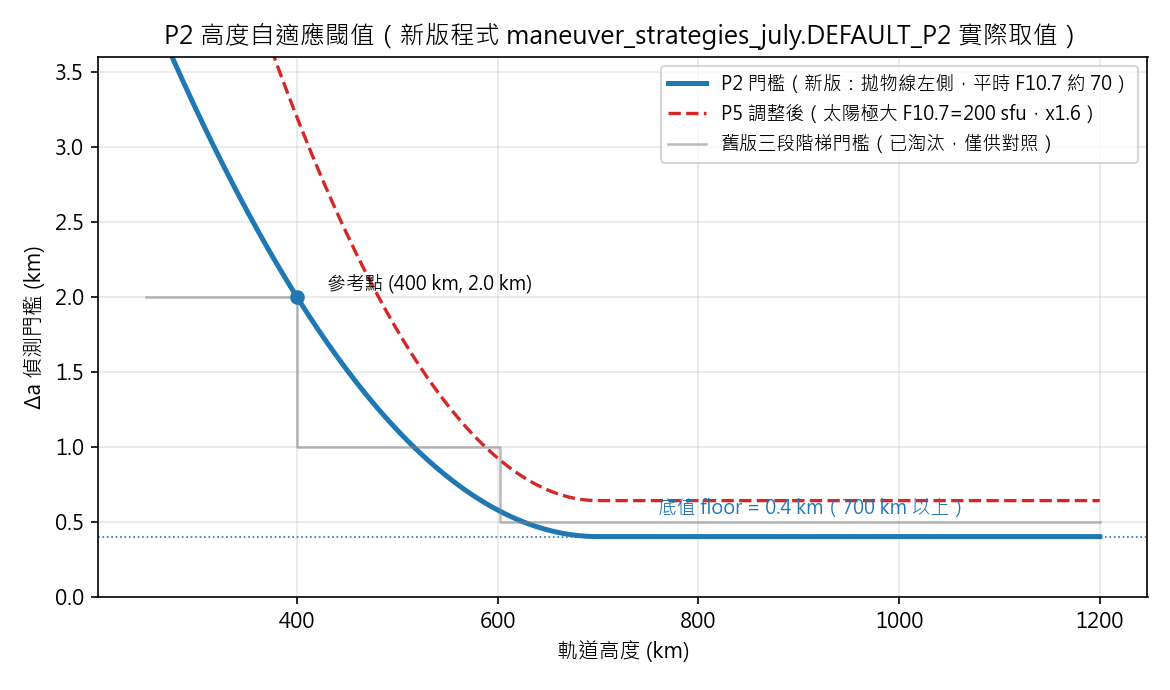 P2 高度自適應閾值（新版程式 maneuver_strategies_july.DEFAULT_P2 實際取值）
P2 門檻（新版：拋物線左側，平時 F10.7 約 70）
P5 調整後（太陽極大 F10.7=200 sfu，x1.6）
舊版三段階梯門檻（已淘汰，僅供對照）
3.5
3.0
2.5
2.0
1.5
1.0
0.5
0.0
Δa 偵測門檻 (km)
參考點 (400 km, 2.0 km)
底值 floor = 0.4 km（700 km 以上）
400
600
800
1000
1200
軌道高度 (km)